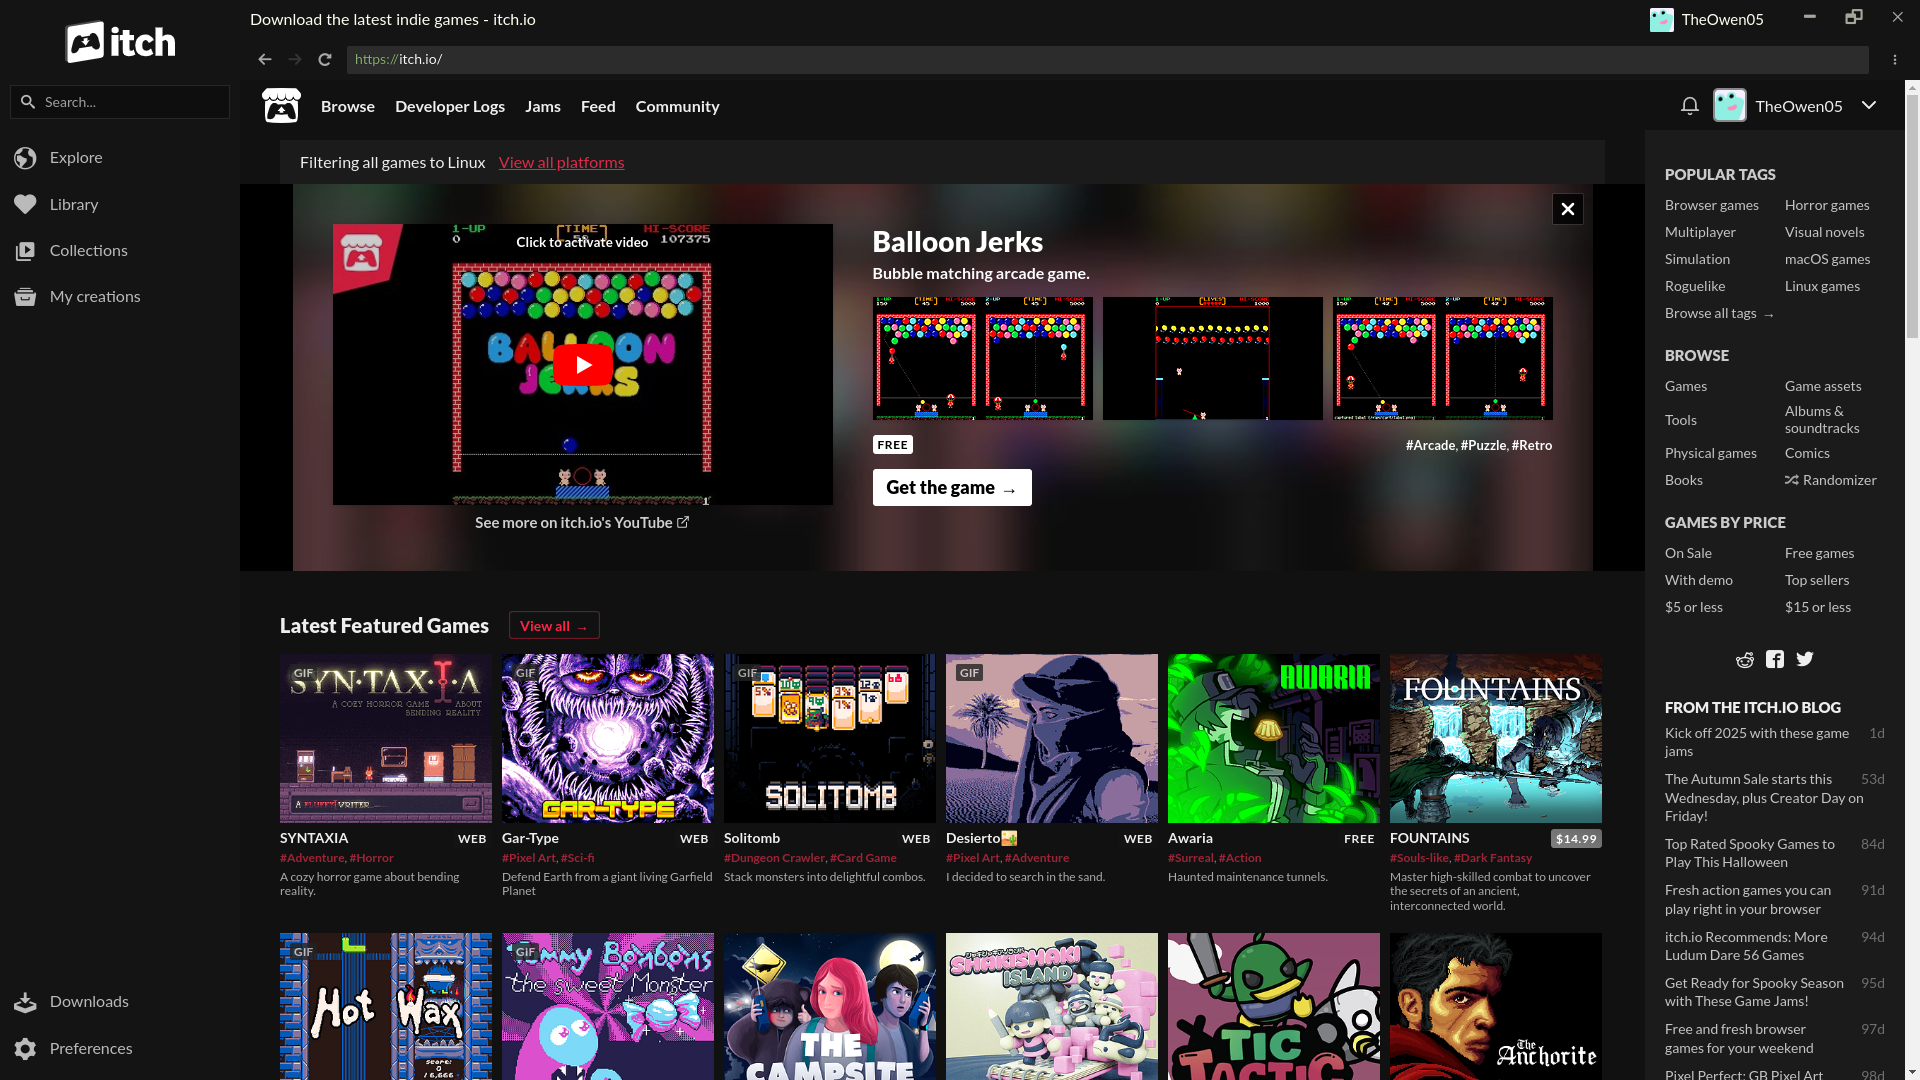 Download the latest indie games - itch.io
TheOwen05
itch
https://itch.io/
Search...
Explore
Library
Collections
My creations
Downloads
Preferences
Browse
Developer Logs
Jams
Feed
Community
TheOwen05
Filtering all games to Linux View all platforms
1-UP
TIME
HI-SCORE
0
107375
Click to activate video
BALLOON
JERKS
1
See more on itch.io's YouTube
Balloon Jerks
Bubble matching arcade game.
FREE
#Arcade, #Puzzle, #Retro
Get the game →
Latest Featured Games
View all →
GIF
SYN·TAX·I·A
A COZY HORROR GAME ABOUT
BENDING REALITY.
A FLUFFY WRITER
SYNTAXIA
WEB
#Adventure, #Horror
A cozy horror game about bending
reality.
GIF
GAR-TYPE
Gar-Type
WEB
#Pixel Art, #Sci-fi
Defend Earth from a giant living Garfield
Planet
GIF
SOLITOMB
Solitomb
WEB
#Dungeon Crawler, #Card Game
Stack monsters into delightful combos.
GIF
Desierto
WEB
#Pixel Art, #Adventure
I decided to search in the sand.
AWARIA
Awaria
FREE
#Surreal, #Action
Haunted maintenance tunnels.
FOUNTAINS
FOUNTAINS
$14.99
#Souls-like, #Dark Fantasy
Master high-skilled combat to uncover
the secrets of an ancient,
interconnected world.
GIF
Hot Wax
SCORE:
GIF
Bonbons
the sweet Monster
THE
CAMPSITE
SHAKISHAKI
ISLAND
TIC
TACTIC
The
Anchorite
POPULAR TAGS
Browser games
Horror games
Multiplayer
Visual novels
Simulation
macOS games
Roguelike
Linux games
Browse all tags →
BROWSE
Games
Game assets
Tools
Albums &
soundtracks
Physical games
Comics
Books
Randomizer
GAMES BY PRICE
On Sale
Free games
With demo
Top sellers
$5 or less
$15 or less
FROM THE ITCH.IO BLOG
Kick off 2025 with these game
jams
1d
The Autumn Sale starts this
Wednesday, plus Creator Day on
Friday!
53d
Top Rated Spooky Games to
Play This Halloween
84d
Fresh action games you can
play right in your browser
91d
itch.io Recommends: More
Ludum Dare 56 Games
94d
Get Ready for Spooky Season
with These Game Jams!
95d
Free and fresh browser
games for your weekend
97d
Pixel Perfect: GB Pixel Art
98d